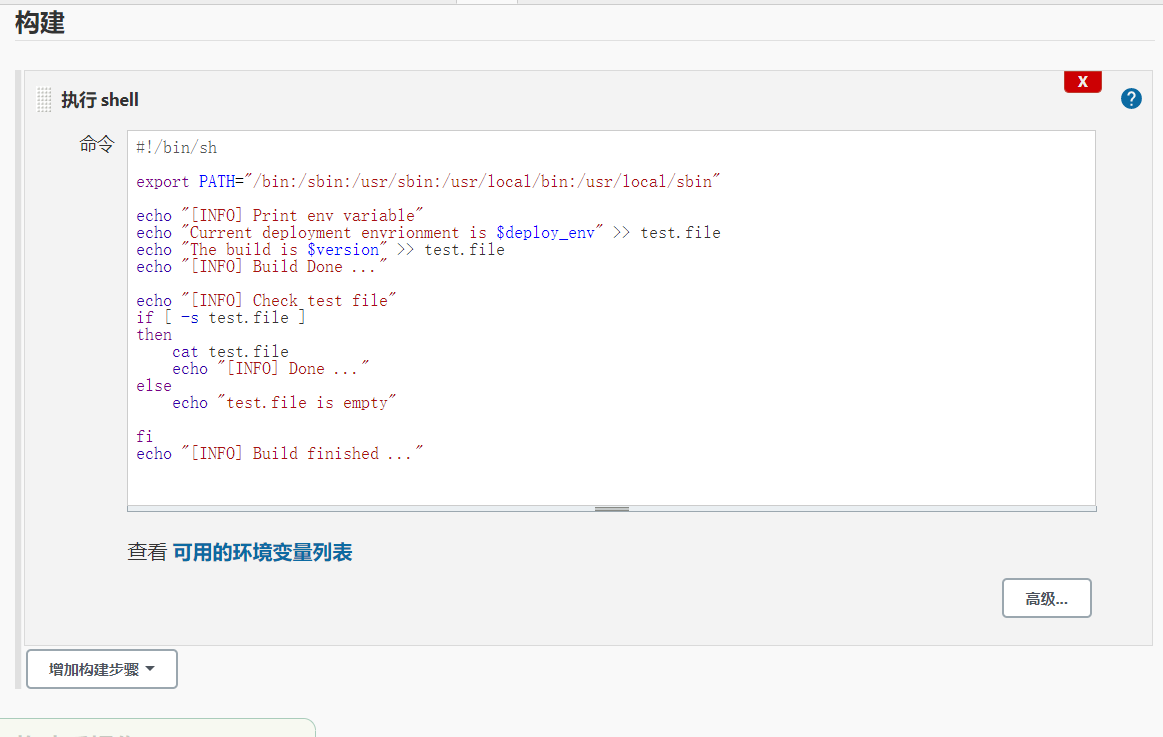 构建
执行 shell
X
?
命令
#!/bin/sh
export PATH="/bin:/sbin:/usr/sbin:/usr/local/bin:/usr/local/sbin"
echo "[INFO] Print env variable"
echo "Current deployment envrionment is $deploy_env" >> test.file
echo "The build is $version" >> test.file
echo "[INFO] Build Done ..."
echo "[INFO] Check test file"
if [ -s test.file ]
then
cat test.file
echo "[INFO] Done ..."
else
echo "test.file is empty"
fi
echo "[INFO] Build finished ..."
查看 可用的环境变量列表
高级...
增加构建步骤